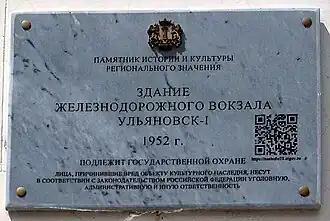 ПАМЯТНИК ИСТОРИИ И КУЛЬТУРЫ
РЕГИОНАЛЬНОГО ЗНАЧЕНИЯ
ЗДАНИЕ
ЖЕЛЕЗНОДОРОЖНОГО ВОКЗАЛА
УЛЬЯНОВСК-I
1952 г.
ПОДЛЕЖИТ ГОСУДАРСТВЕННОЙ ОХРАНЕ
ЛИЦА, ПРИЧИНИВШИЕ ВРЕД ОБЪЕКТУ КУЛЬТУРНОГО НАСЛЕДИЯ, НЕСУТ
В СООТВЕТСТВИИ С ЗАКОНОДАТЕЛЬСТВОМ РОССИЙСКОЙ ФЕДЕРАЦИИ УГОЛОВНУЮ,
АДМИНИСТРАТИВНУЮ И ИНУЮ ОТВЕТСТВЕННОСТЬ